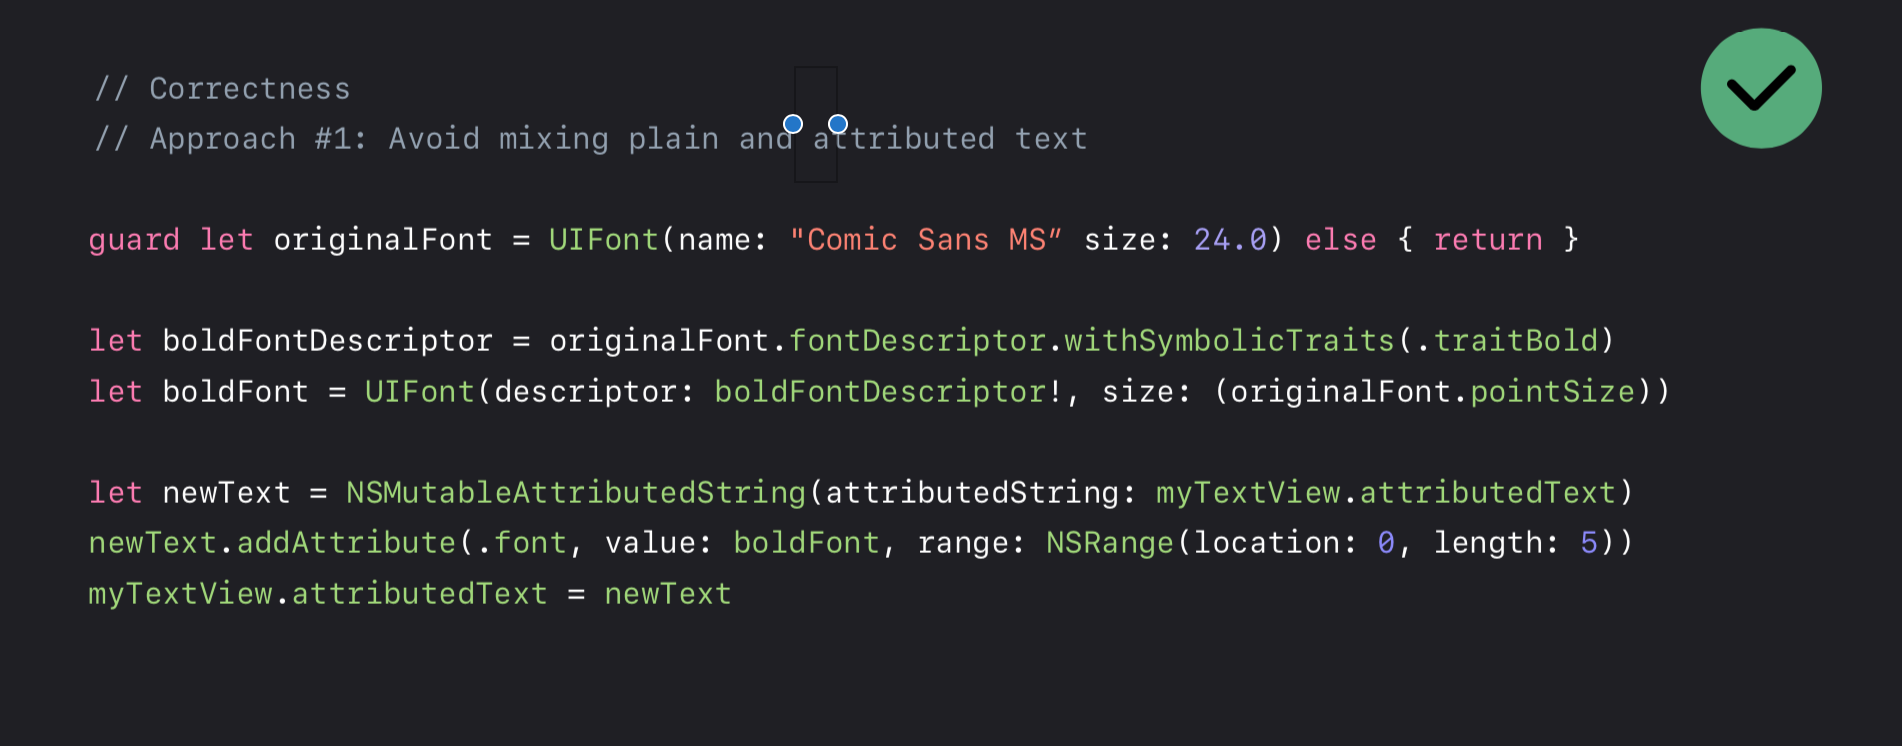 // Correctness
// Approach #1: Avoid mixing plain and attributed text
guard let originalFont = UIFont(name: "Comic Sans MS” size: 24.0) else { return }
let boldFontDescriptor = originalFont.fontDescriptor.withSymbolicTraits(.traitBold)
let boldFont = UIFont(descriptor: boldFontDescriptor!, size: (originalFont.pointSize))
let newText = NSMutableAttributedString(attributedString: myTextView.attributedText)
newText.addAttribute(.font, value: boldFont, range: NSRange(location: 0, length: 5))
myTextView.attributedText = newText